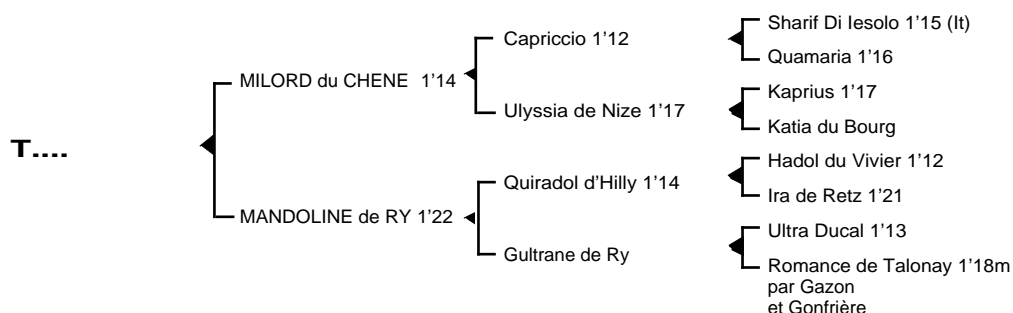 T....
MILORD du CHENE 1’14
MANDOLINE de RY 1’22
Capriccio 1’12
Ulyssia de Nize 1’17
Quiradol d’Hilly 1’14
Gultrane de Ry
Sharif Di Iesolo 1’15 (It)
Quamaria 1’16
Kaprius 1’17
Katia du Bourg
Hadol du Vivier 1’12
Ira de Retz 1’21
Ultra Ducal 1’13
Romance de Talonay 1’18m
par Gazon
et Gonfrière